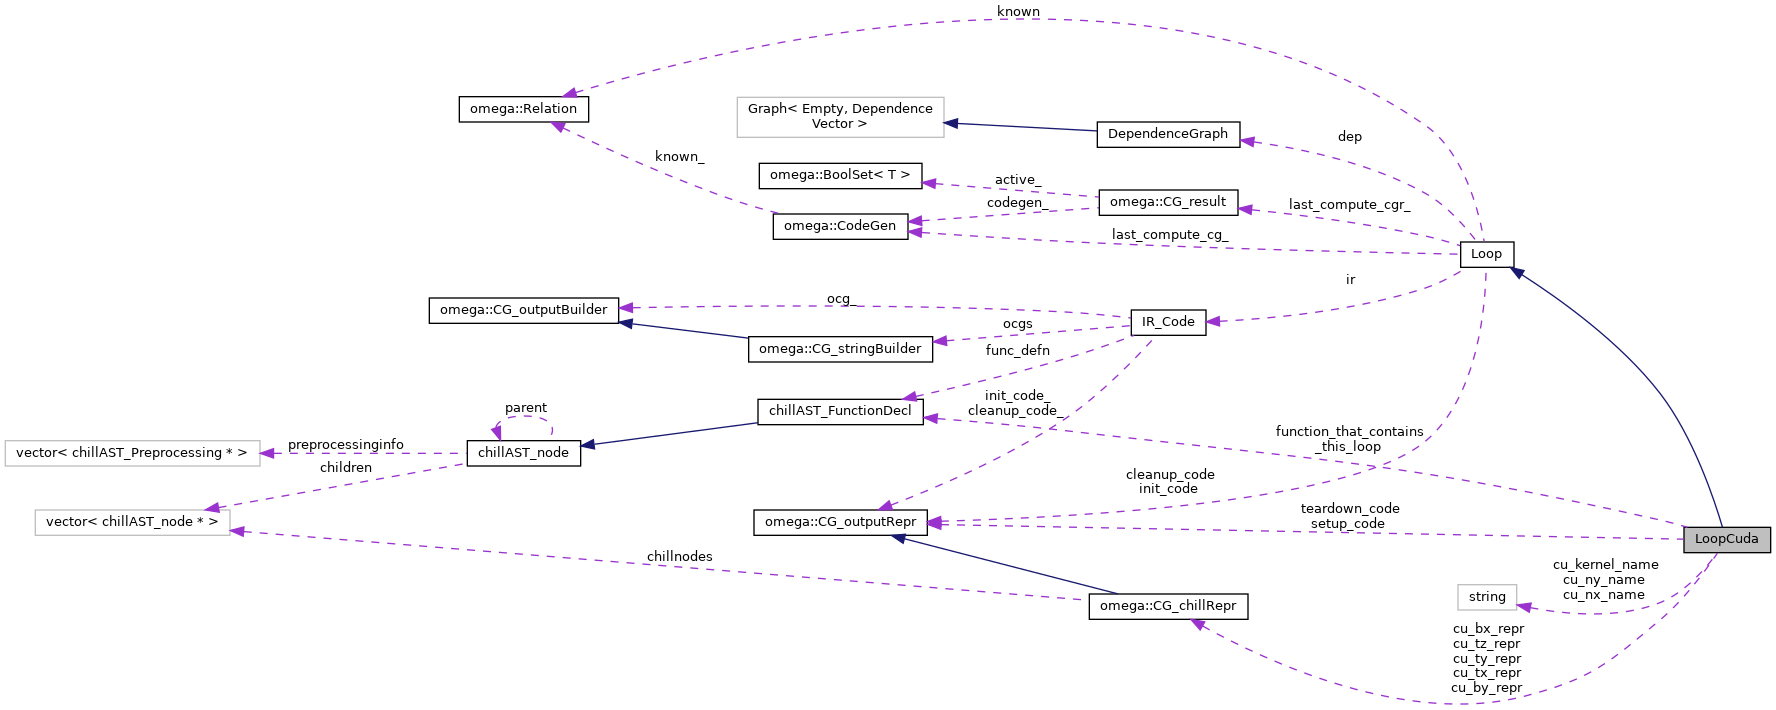 known
omega::Relation
Graph< Empty, Dependence
Vector >
DependenceGraph
dep
known_
omega::BoolSet< T >
active_
codegen_
omega::CG_result
last_compute_cgr_
omega::CodeGen
last_compute_cg_
Loop
ir
omega::CG_outputBuilder
ocg_
IR_Code
ocgs
omega::CG_stringBuilder
func_defn
init_code_
cleanup_code_
chillAST_FunctionDecl
parent
function_that_contains
_this_loop
vector< chillAST_Preprocessing * >
preprocessinginfo
chillAST_node
children
cleanup_code
init_code
vector< chillAST_node * >
omega::CG_outputRepr
teardown_code
setup_code
LoopCuda
chillnodes
cu_kernel_name
cu_ny_name
cu_nx_name
string
omega::CG_chillRepr
cu_bx_repr
cu_tz_repr
cu_ty_repr
cu_tx_repr
cu_by_repr